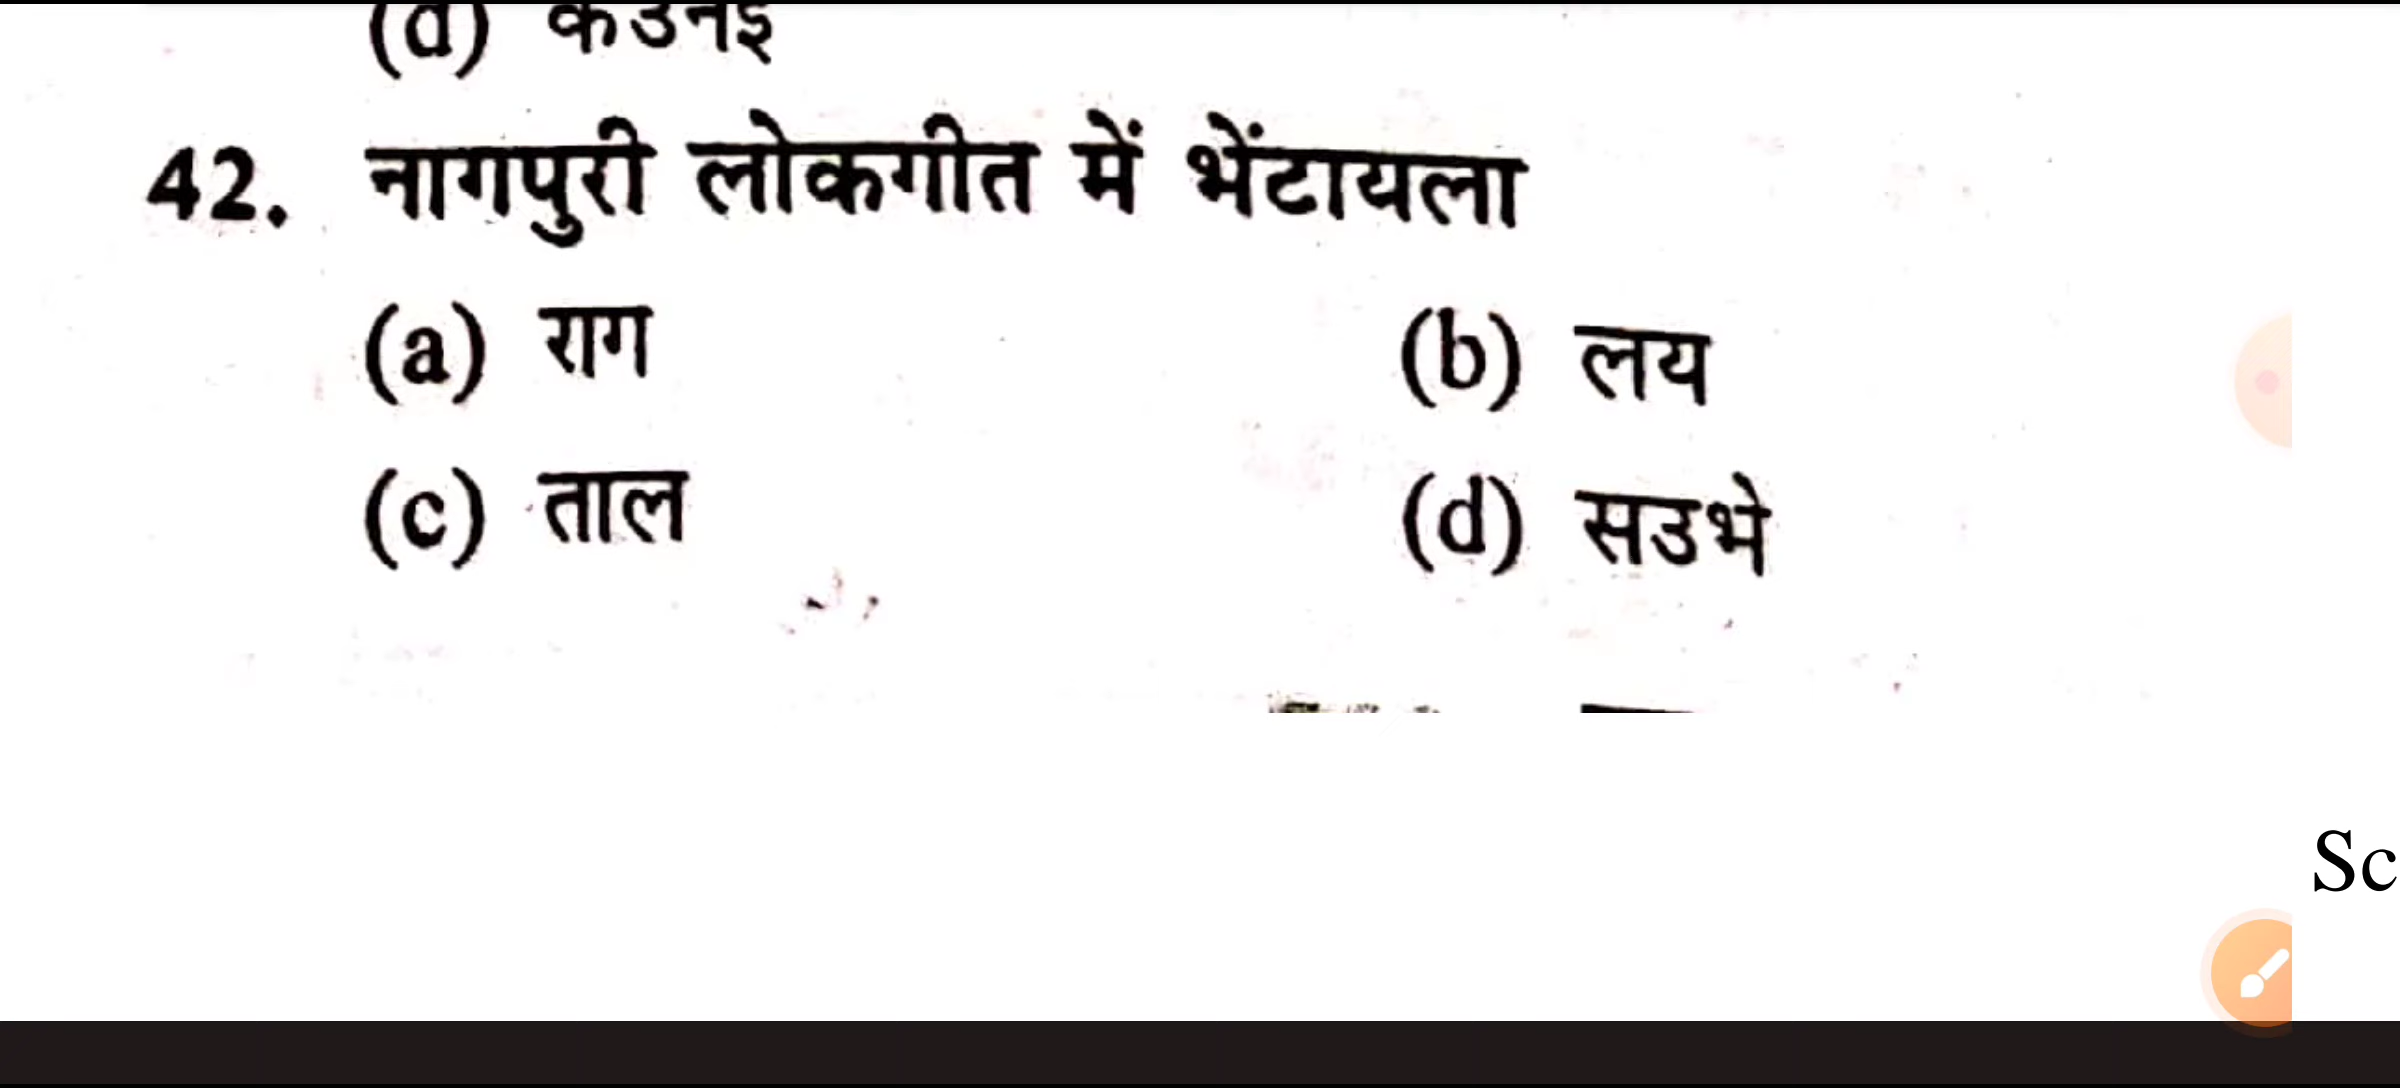 (d) कउनइ
42. नागपुरी लोकगीत में भेंटायला
(a) राग (b) लय
(c) ताल (d) सउभे
Sc